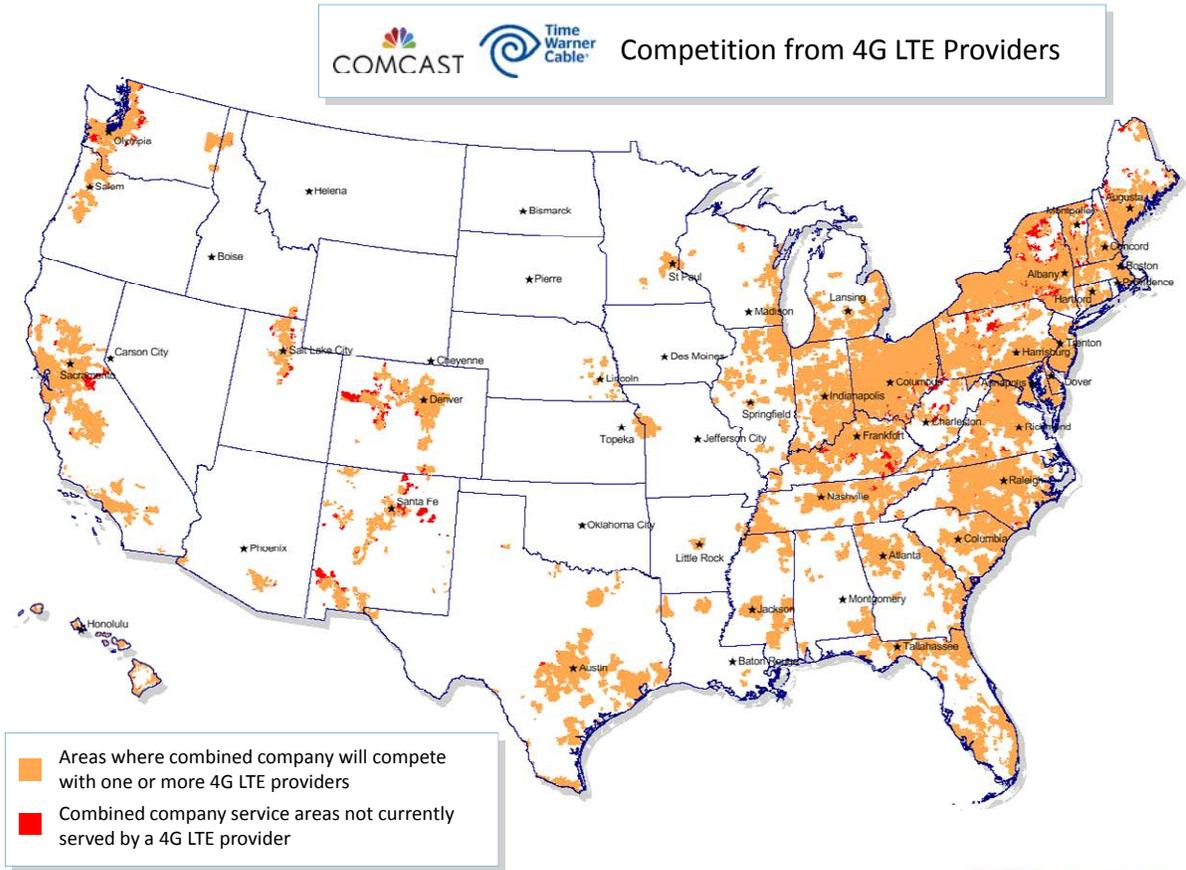 COMCAST
Time
Warner
Cable®
Competition from 4G LTE Providers
Olympia
Salem
Helena
Bismarck
Boise
Pierre
St Paul
Augusta
Montpelier
Concord
Boston
Providence
Albany
Hartford
Lansing
Madison
Carson City
Sacramento
Salt Lake City
Cheyenne
Des Moines
Lincoln
Denver
Trenton
Harrisburg
Annapolis
Dover
Columbus
Indianapolis
Springfield
Topeka
Jefferson City
Frankfort
Charleston
Richmond
Santa Fe
Nashville
Raleigh
Oklahoma City
Phoenix
Little Rock
Atlanta
Columbia
Jackson
Montgomery
Honolulu
Austin
Baton Rouge
Tallahassee
Areas where combined company will compete
with one or more 4G LTE providers
Combined company service areas not currently
served by a 4G LTE provider